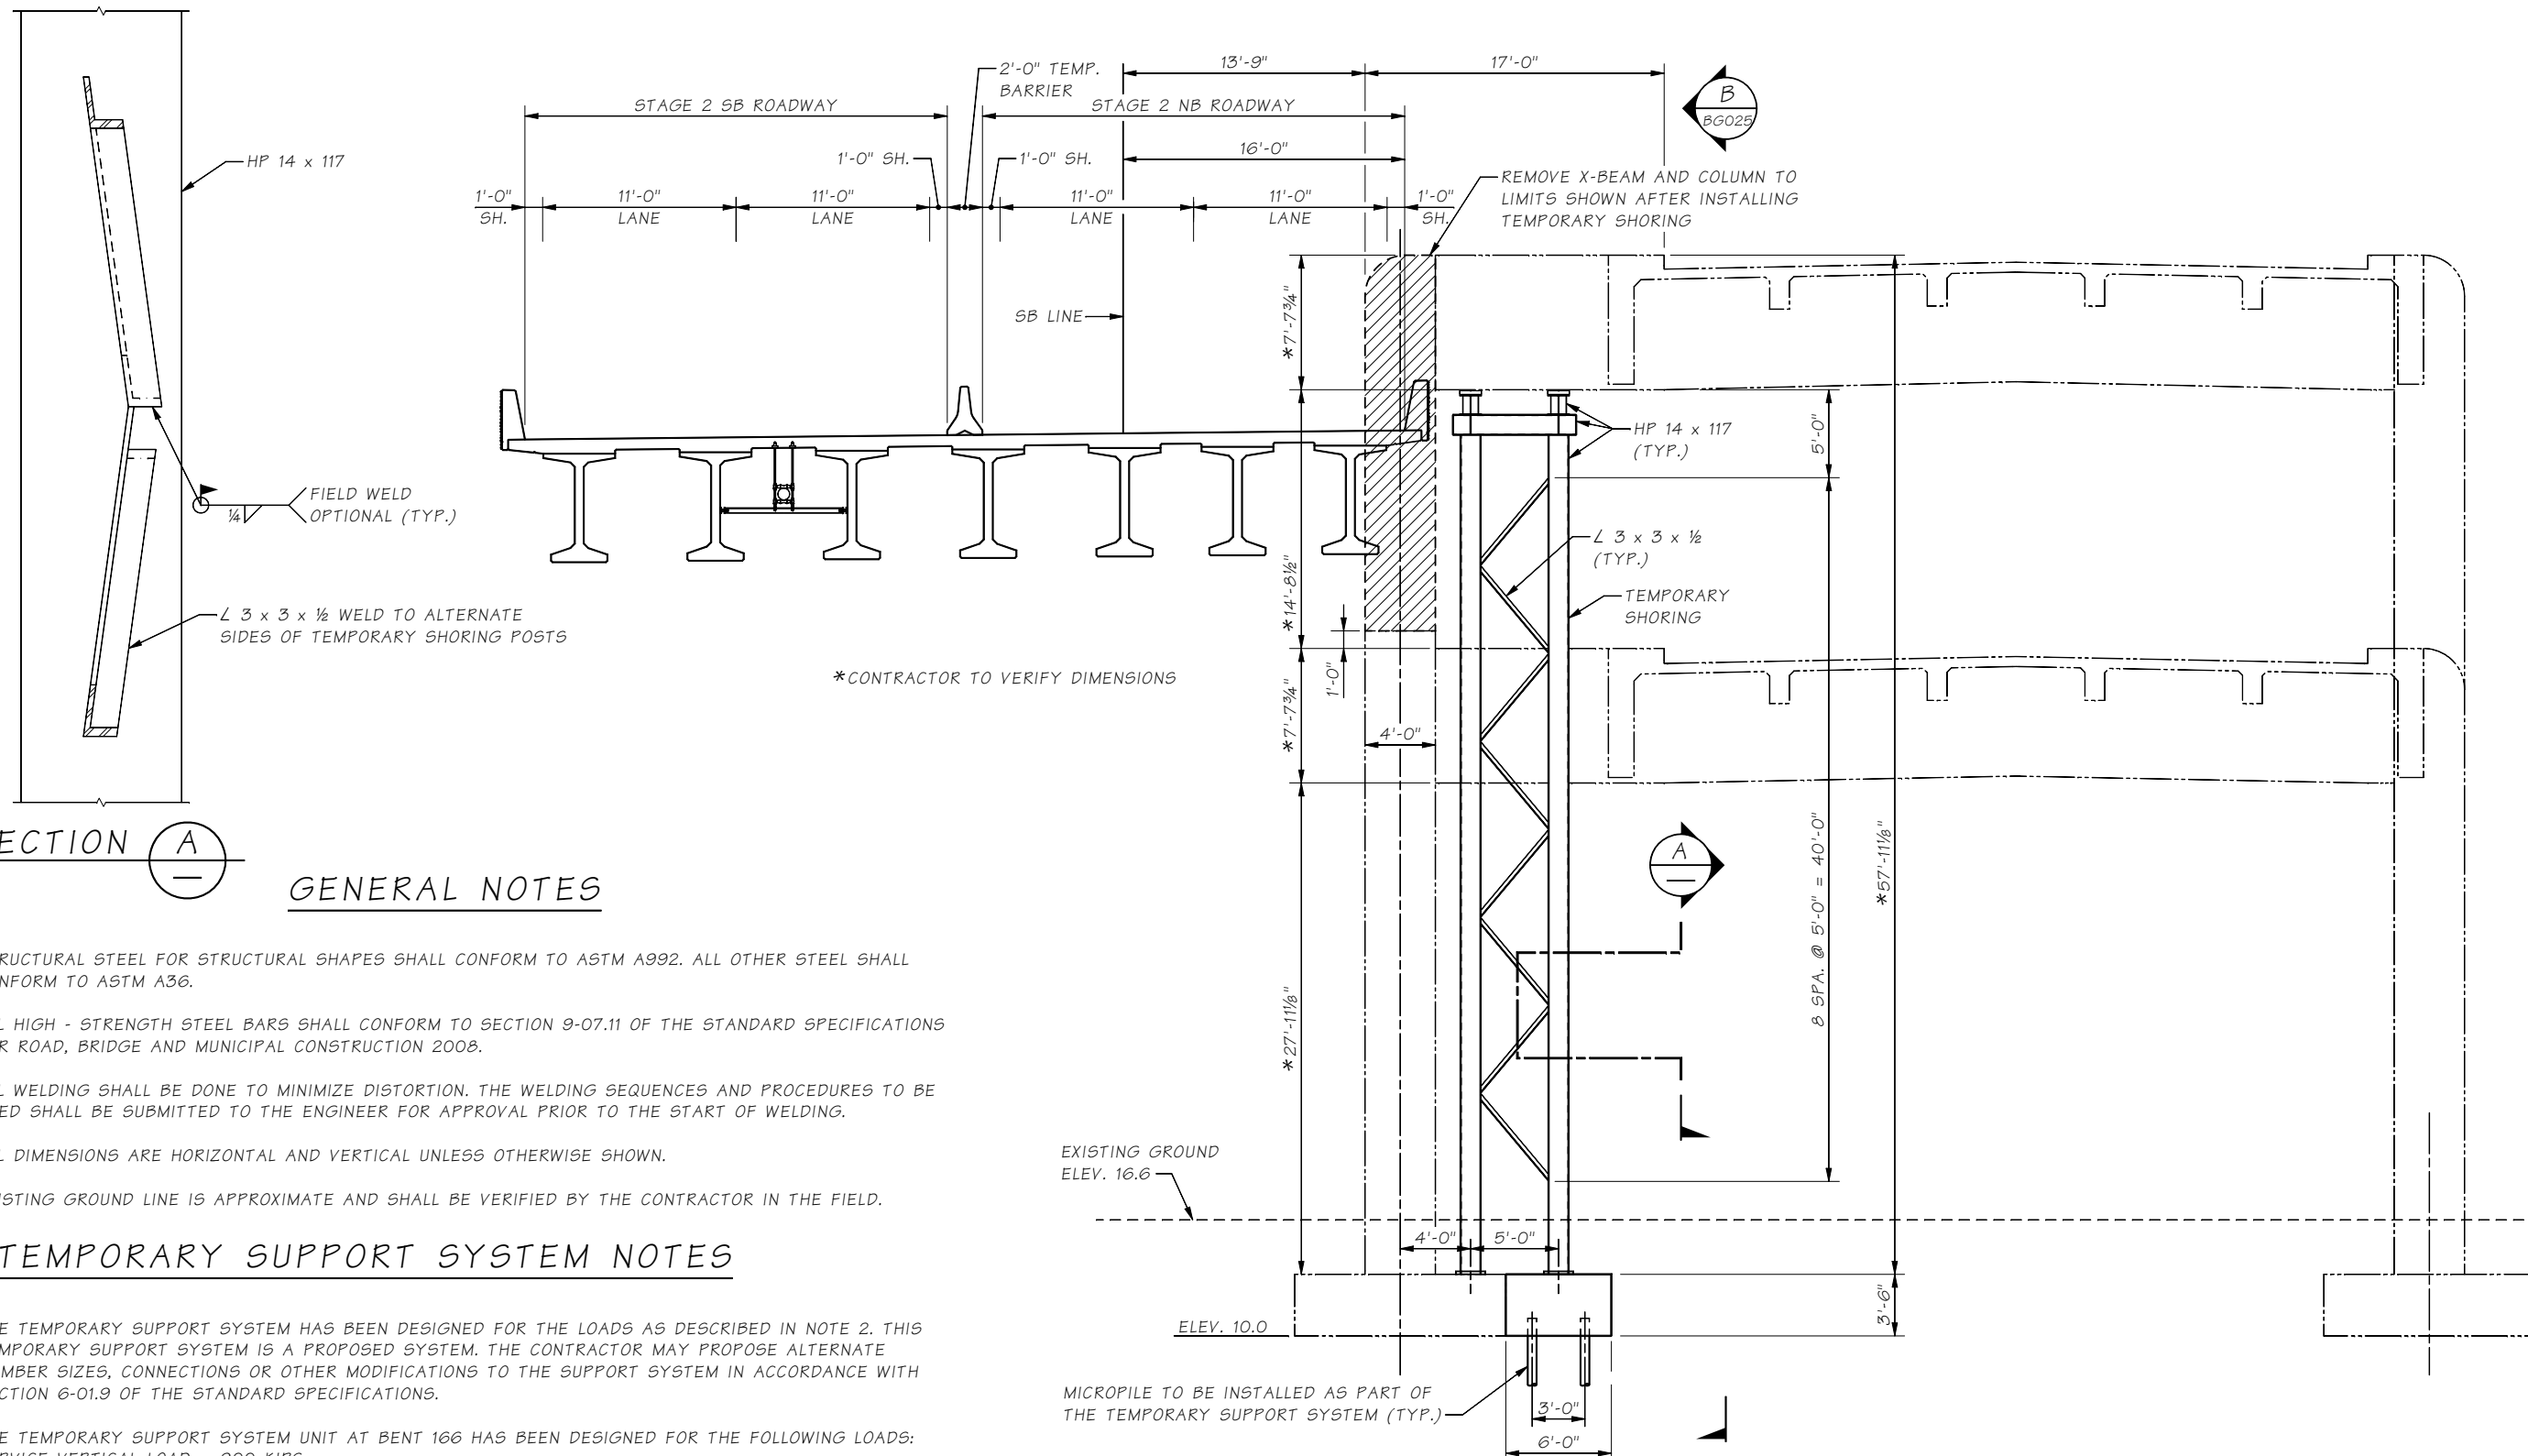 HP 14 x 117
FIELD WELD
OPTIONAL (TYP.)
1/4
L 3 x 3 x 1/2 WELD TO ALTERNATE
SIDES OF TEMPORARY SHORING POSTS
ECTION A
2'-0" TEMP.
BARRIER
13'-9"
17'-0"
B
BG025
STAGE 2 SB ROADWAY
STAGE 2 NB ROADWAY
1'-0" SH.
1'-0" SH.
16'-0"
1'-0"
SH.
11'-0"
LANE
11'-0"
LANE
11'-0"
LANE
11'-0"
LANE
1'-0"
SH.
REMOVE X-BEAM AND COLUMN TO
LIMITS SHOWN AFTER INSTALLING
TEMPORARY SHORING
SB LINE
*7'-7 3/4"
*14'-8 1/2"
*7'-7 3/4"
*27'-11 1/8"
1'-0"
4'-0"
*CONTRACTOR TO VERIFY DIMENSIONS
HP 14 x 117
(TYP.)
5'-0"
L 3 x 3 x 1/2
(TYP.)
TEMPORARY
SHORING
A
8 SPA. @ 5'-0" = 40'-0"
*57'-11 1/8"
EXISTING GROUND
ELEV. 16.6
4'-0"
5'-0"
3'-6"
ELEV. 10.0
MICROPILE TO BE INSTALLED AS PART OF
THE TEMPORARY SUPPORT SYSTEM (TYP.)
3'-0"
6'-0"
GENERAL NOTES
RUCTURAL STEEL FOR STRUCTURAL SHAPES SHALL CONFORM TO ASTM A992. ALL OTHER STEEL SHALL
NFORM TO ASTM A36.
L HIGH - STRENGTH STEEL BARS SHALL CONFORM TO SECTION 9-07.11 OF THE STANDARD SPECIFICATIONS
R ROAD, BRIDGE AND MUNICIPAL CONSTRUCTION 2008.
L WELDING SHALL BE DONE TO MINIMIZE DISTORTION. THE WELDING SEQUENCES AND PROCEDURES TO BE
ED SHALL BE SUBMITTED TO THE ENGINEER FOR APPROVAL PRIOR TO THE START OF WELDING.
L DIMENSIONS ARE HORIZONTAL AND VERTICAL UNLESS OTHERWISE SHOWN.
ISTING GROUND LINE IS APPROXIMATE AND SHALL BE VERIFIED BY THE CONTRACTOR IN THE FIELD.
TEMPORARY SUPPORT SYSTEM NOTES
E TEMPORARY SUPPORT SYSTEM HAS BEEN DESIGNED FOR THE LOADS AS DESCRIBED IN NOTE 2. THIS
MPORARY SUPPORT SYSTEM IS A PROPOSED SYSTEM. THE CONTRACTOR MAY PROPOSE ALTERNATE
MBER SIZES, CONNECTIONS OR OTHER MODIFICATIONS TO THE SUPPORT SYSTEM IN ACCORDANCE WITH
CTION 6-01.9 OF THE STANDARD SPECIFICATIONS.
E TEMPORARY SUPPORT SYSTEM UNIT AT BENT 166 HAS BEEN DESIGNED FOR THE FOLLOWING LOADS: